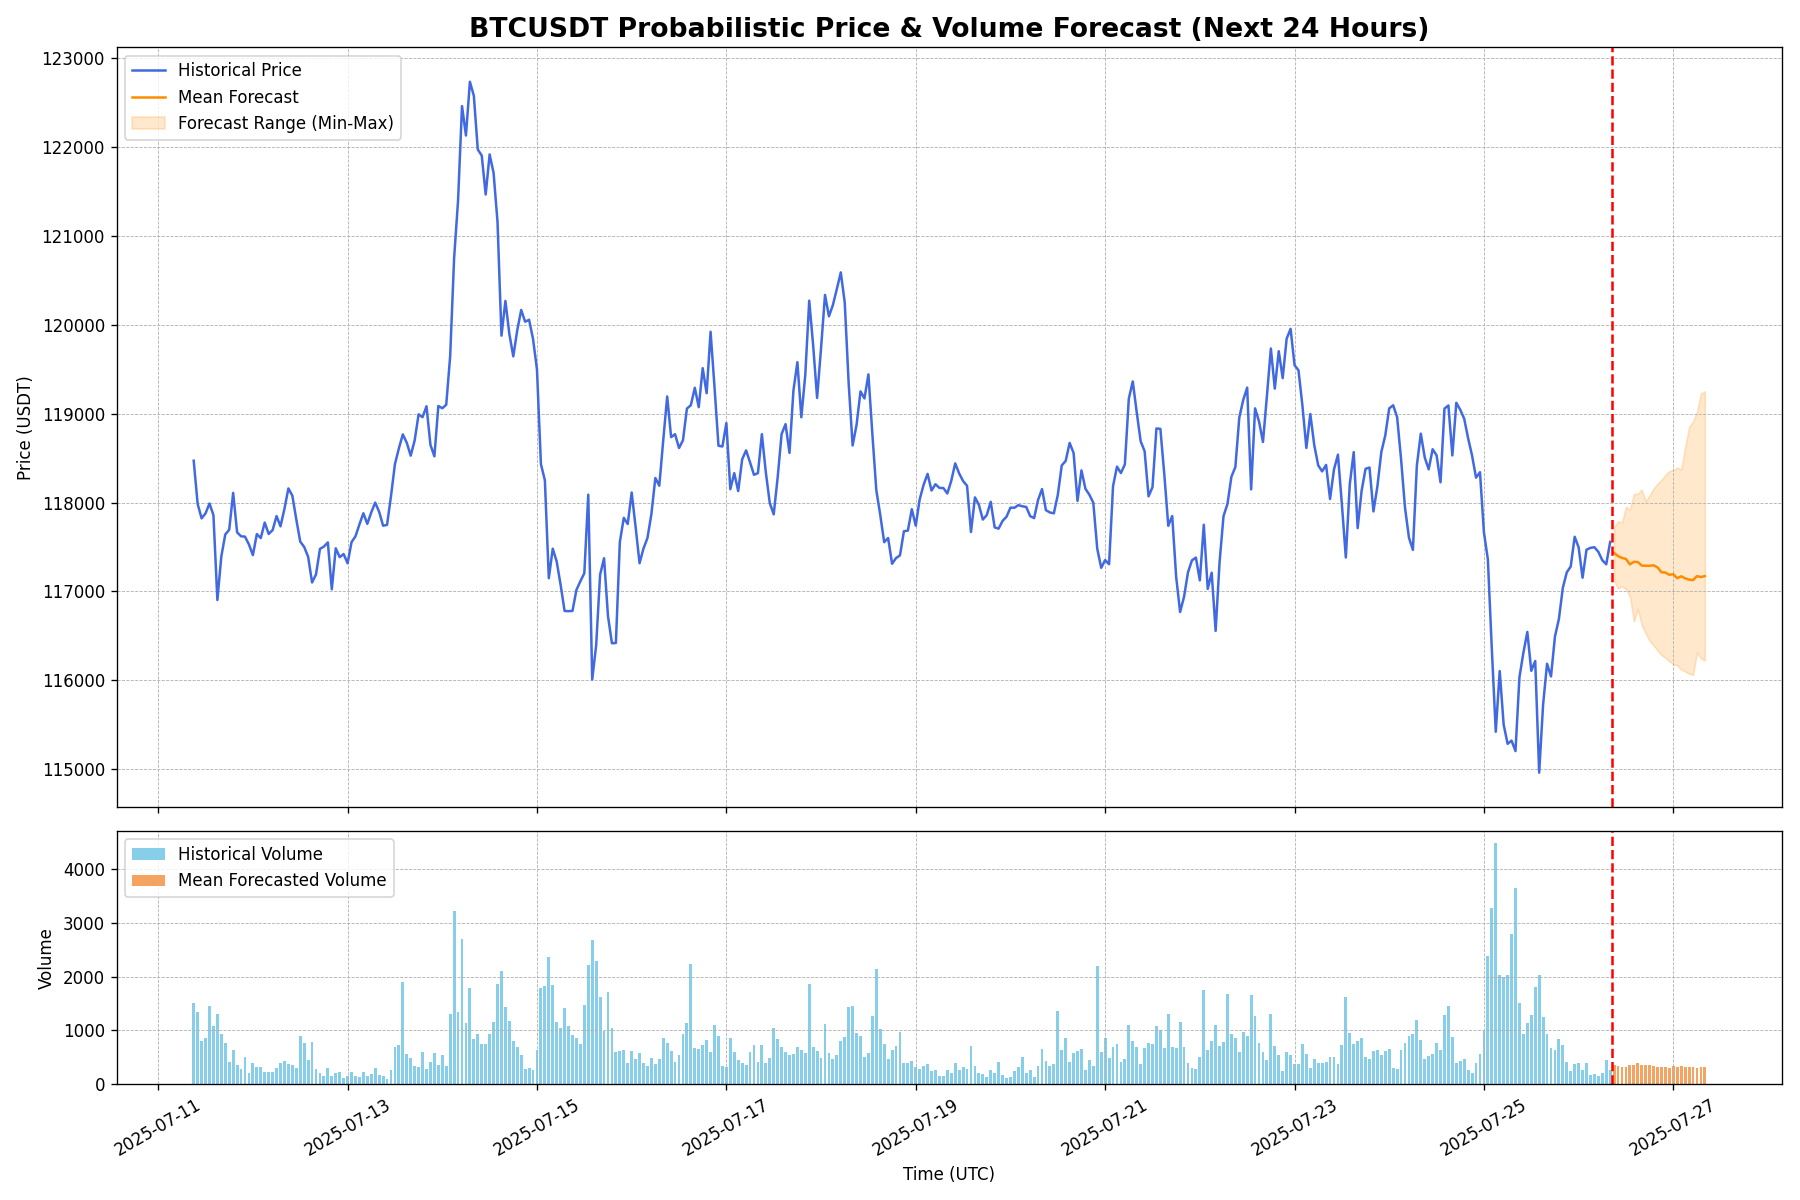 BTCUSDT Probabilistic Price & Volume Forecast (Next 24 Hours)
Historical Price
Mean Forecast
Forecast Range (Min-Max)
Price (USDT)
123000
122000
121000
120000
119000
118000
117000
116000
115000
Historical Volume
Mean Forecasted Volume
Volume
4000
3000
2000
1000
0
2025-07-11
2025-07-13
2025-07-15
2025-07-17
2025-07-19
2025-07-21
2025-07-23
2025-07-25
2025-07-27
Time (UTC)